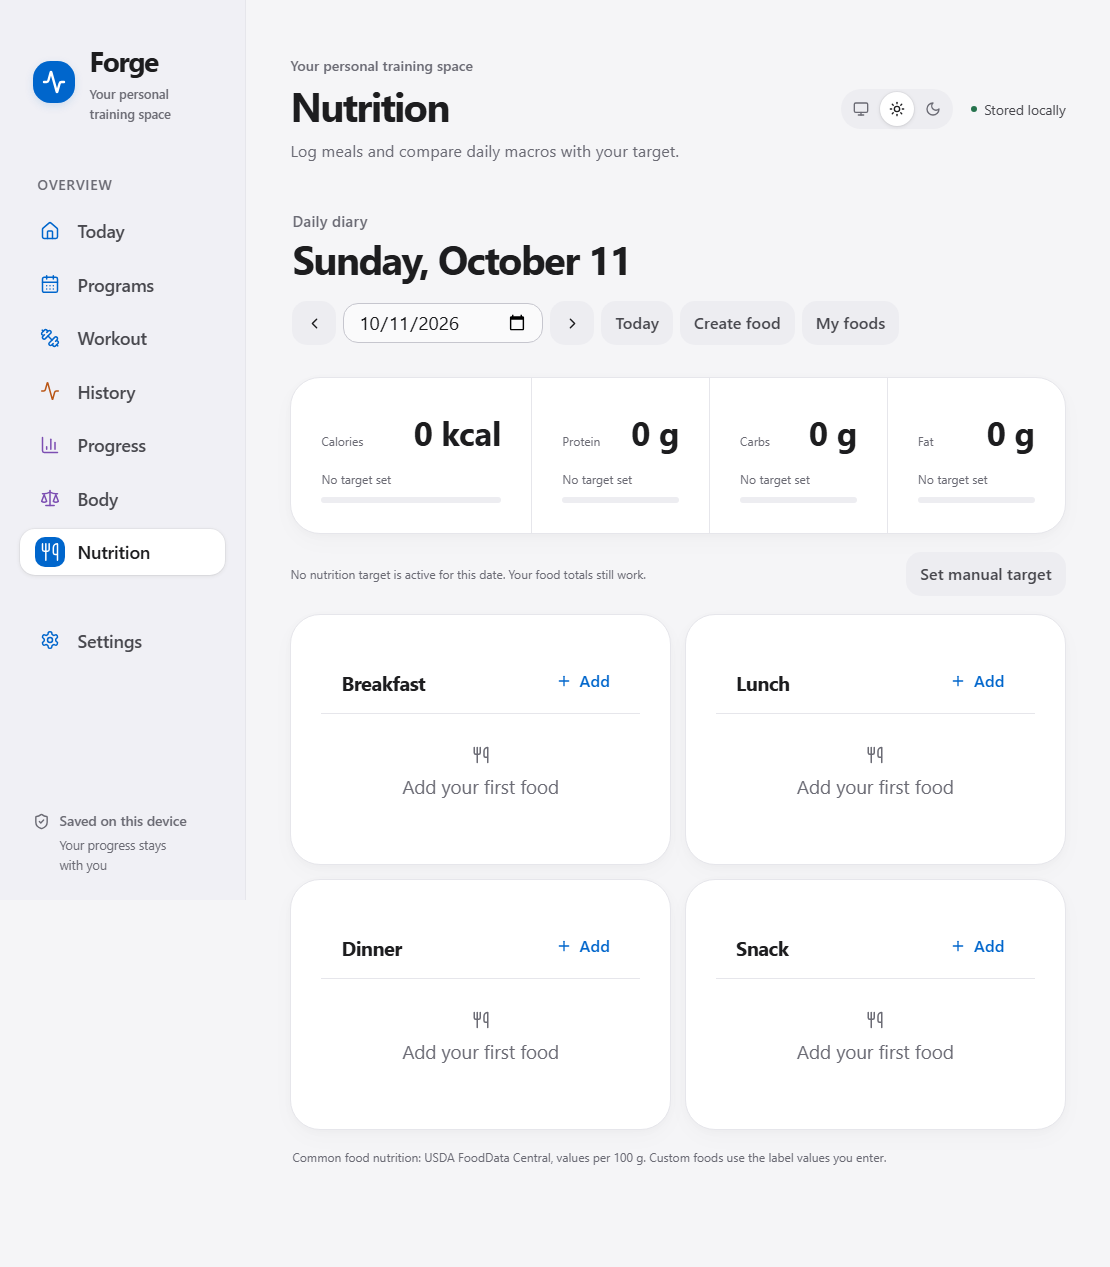 Forge
Your personal
training space
OVERVIEW
Today
Programs
Workout
History
Progress
Body
Nutrition
Settings
Saved on this device
Your progress stays
with you
Your personal training space
Nutrition
Log meals and compare daily macros with your target.
Stored locally
Daily diary
Sunday, October 11
10/11/2026
Today
Create food
My foods
Calories
0 kcal
No target set
Protein
0 g
No target set
Carbs
0 g
No target set
Fat
0 g
No target set
No nutrition target is active for this date. Your food totals still work.
Set manual target
Breakfast
+ Add
Add your first food
Lunch
+ Add
Add your first food
Dinner
+ Add
Add your first food
Snack
+ Add
Add your first food
Common food nutrition: USDA FoodData Central, values per 100 g. Custom foods use the label values you enter.